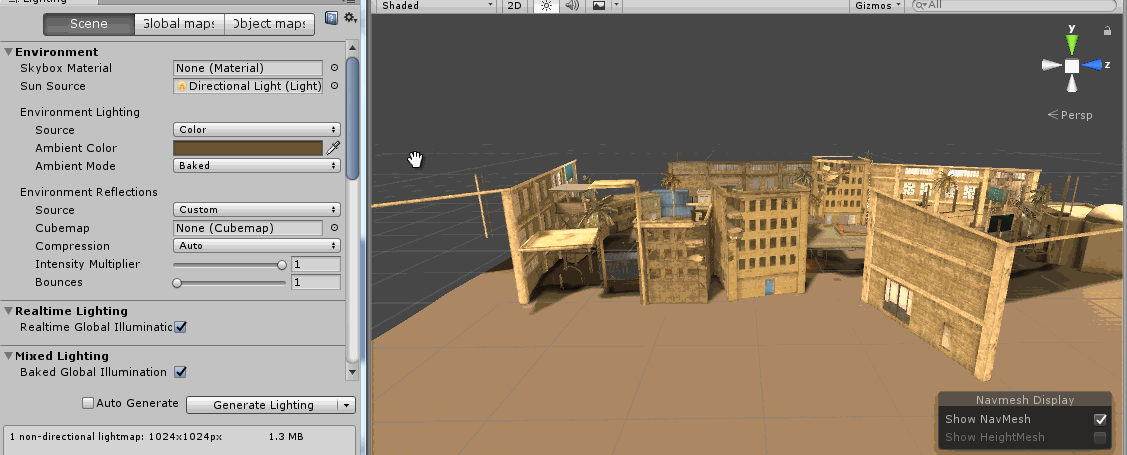 Lighting
Scene
Global maps
Object maps
Environment
Skybox Material
None (Material)
Sun Source
Directional Light (Light)
Environment Lighting
Source
Color
Ambient Color
Ambient Mode
Baked
Environment Reflections
Source
Custom
Cubemap
None (Cubemap)
Compression
Auto
Intensity Multiplier
1
Bounces
1
Realtime Lighting
Realtime Global Illuminatic
Mixed Lighting
Baked Global Illumination
Auto Generate
Generate Lighting
1 non-directional lightmap: 1024x1024px
1.3 MB
Shaded
2D
Gizmos
All
y
z
Persp
Navmesh Display
Show NavMesh
Show HeightMesh